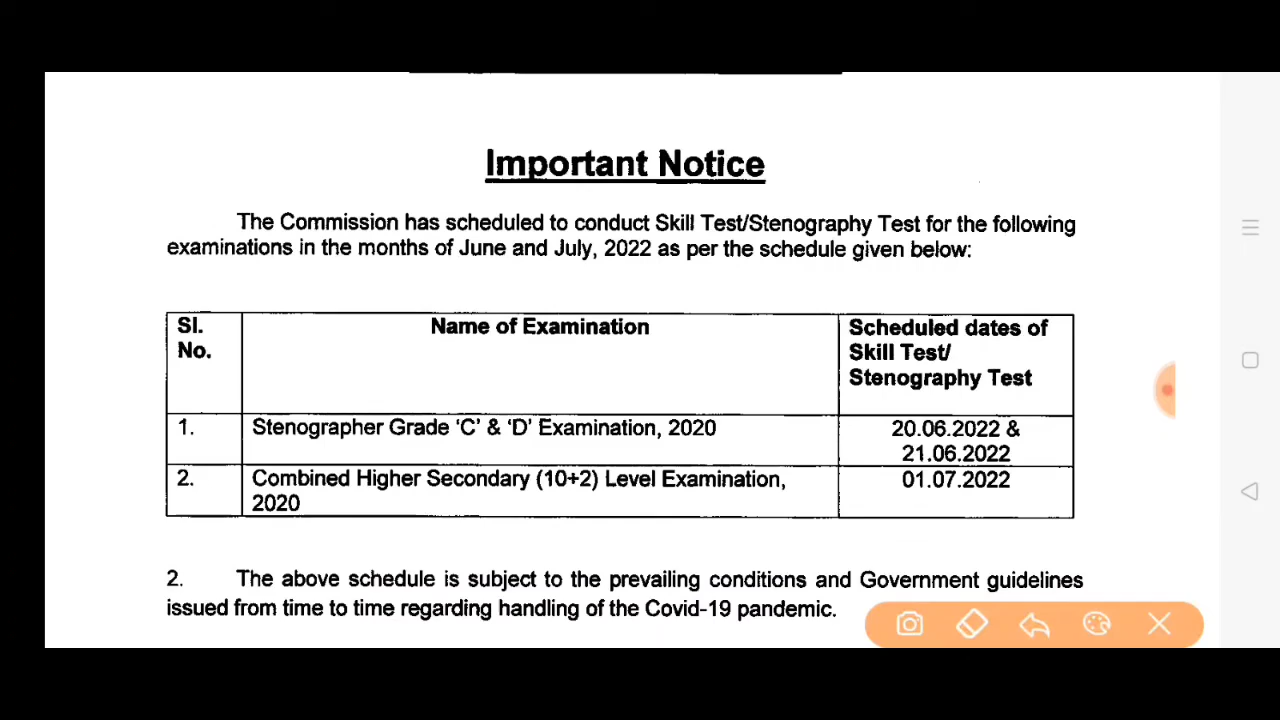 Important Notice
The Commission has scheduled to conduct Skill Test/Stenography Test for the following
examinations in the months of June and July, 2022 as per the schedule given below:
Sl. No. Name of Examination Scheduled dates of Skill Test/ Stenography Test
1. Stenographer Grade ‘C’ & ‘D’ Examination, 2020 20.06.2022 & 21.06.2022
2. Combined Higher Secondary (10+2) Level Examination, 2020 01.07.2022
2. The above schedule is subject to the prevailing conditions and Government guidelines
issued from time to time regarding handling of the Covid-19 pandemic.